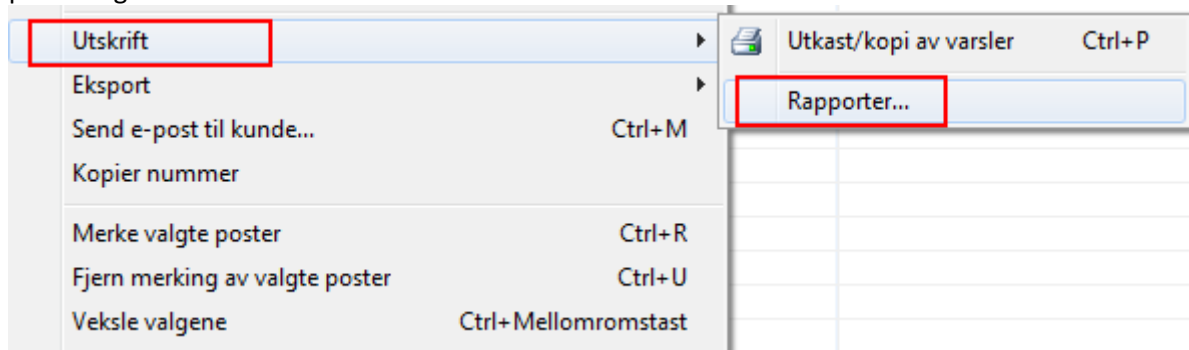 Utskrift
Utkast/kopi av varsler Ctrl+P
Eksport
Rapporter...
Send e-post til kunde... Ctrl+M
Kopier nummer
Merke valgte poster Ctrl+R
Fjern merking av valgte poster Ctrl+U
Veksle valgene Ctrl+Mellomromstast